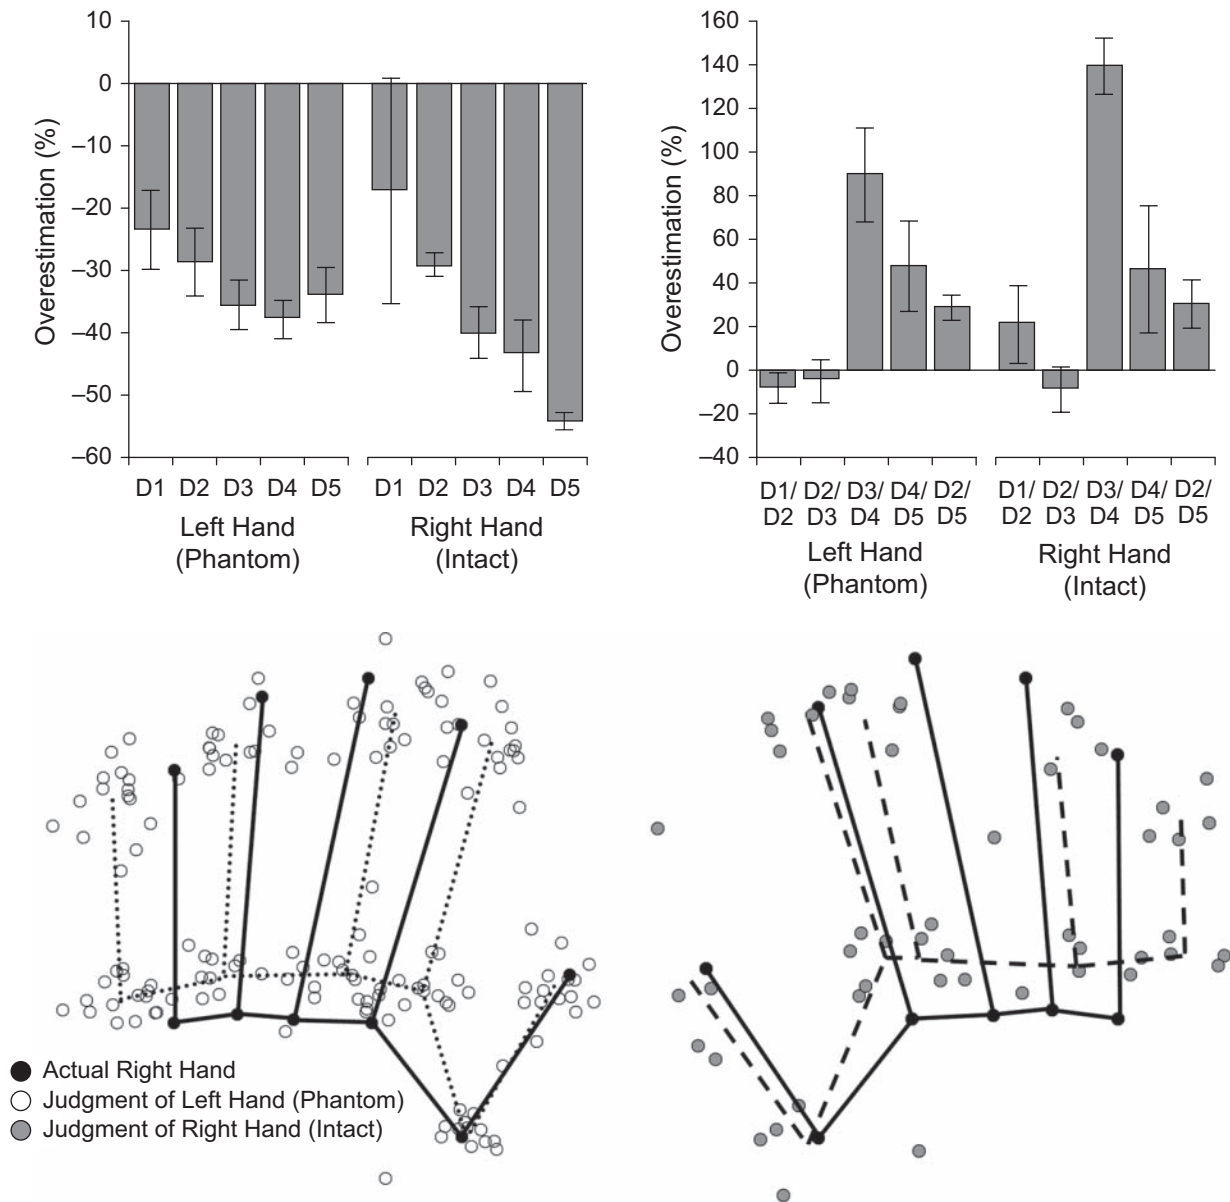 10
0
–10
–20
–30
–40
–50
–60
Overestimation (%)
D1 D2 D3 D4 D5 D1 D2 D3 D4 D5
Left Hand
(Phantom)
Right Hand
(Intact)
160
140
120
100
80
60
40
20
0
–20
–40
Overestimation (%)
D1/ D2/ D3/ D4/ D2/ D1/ D2/ D3/ D4/ D2/
D2 D3 D4 D5 D5 D2 D3 D4 D5 D5
Left Hand
(Phantom)
Right Hand
(Intact)
Actual Right Hand
Judgment of Left Hand (Phantom)
Judgment of Right Hand (Intact)